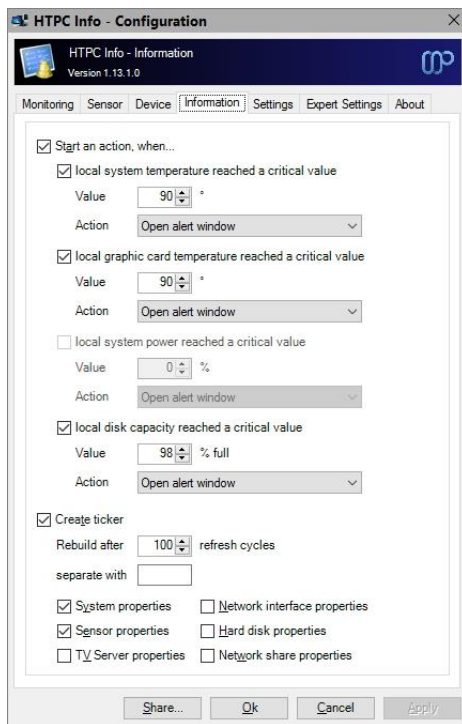 HTPC Info - Configuration
HTPC Info - Information
Version 1.13.1.0
Monitoring Sensor Device Information Settings Expert Settings About
Start an action, when...
local system temperature reached a critical value
Value 90 °
Action Open alert window
local graphic card temperature reached a critical value
Value 90 °
Action Open alert window
local system power reached a critical value
Value 0 %
Action Open alert window
local disk capacity reached a critical value
Value 98 % full
Action Open alert window
Create ticker
Rebuild after 100 refresh cycles
separate with
System properties Network interface properties
Sensor properties Hard disk properties
TV Server properties Network share properties
Share... Ok Cancel Apply